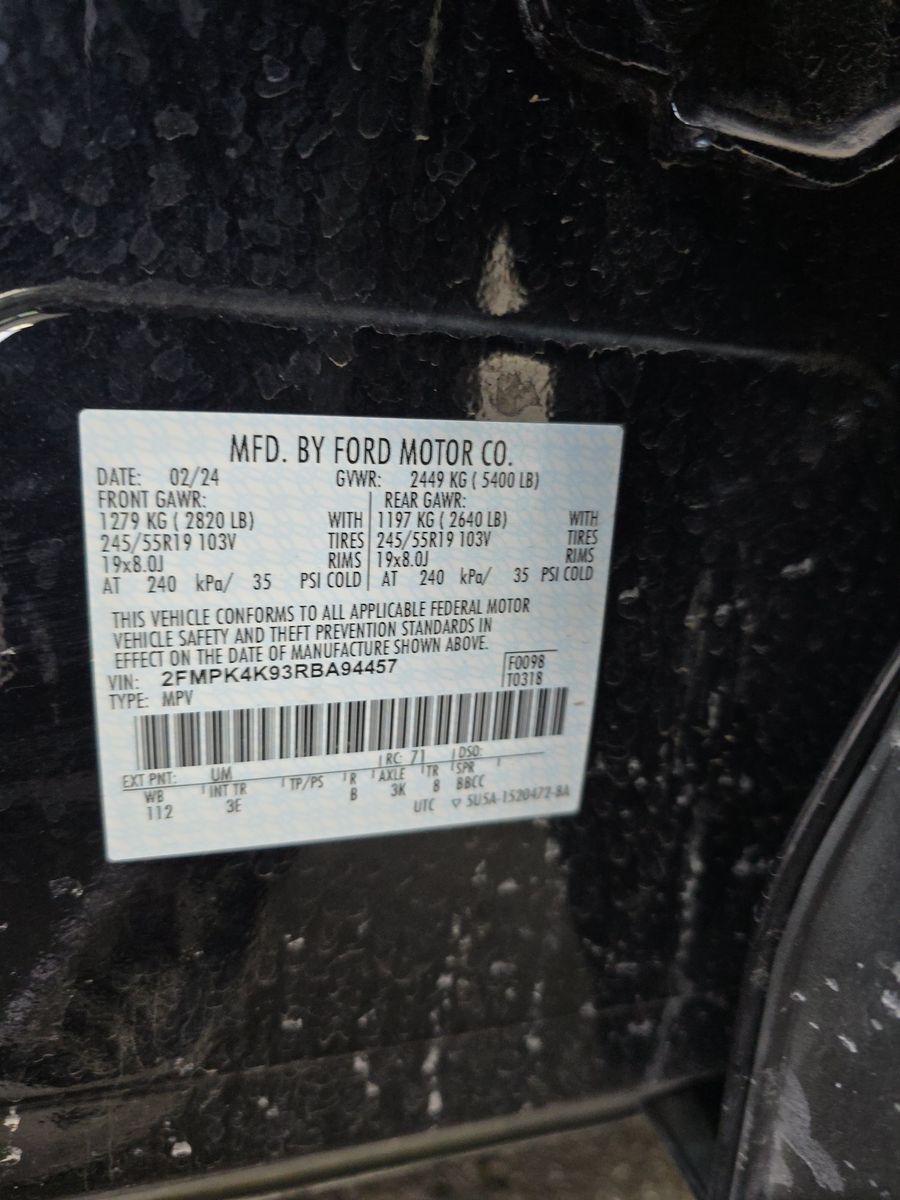 MFD. BY FORD MOTOR CO.
DATE: 02/24 GVWR: 2449 KG ( 5400 LB)
FRONT GAWR: REAR GAWR:
1279 KG ( 2820 LB) WITH 1197 KG ( 2640 LB) WITH
245/55R19 103V TIRES 245/55R19 103V TIRES
19x8.0J RIMS 19x8.0J RIMS
AT 240 kPa/ 35 PSI COLD AT 240 kPa/ 35 PSI COLD
THIS VEHICLE CONFORMS TO ALL APPLICABLE FEDERAL MOTOR
VEHICLE SAFETY AND THEFT PREVENTION STANDARDS IN
EFFECT ON THE DATE OF MANUFACTURE SHOWN ABOVE.
VIN: 2FMPK4K93RBA94457 F0098
TYPE: MPV T0318
EXT PNT: UM RC: 71 DSO:
WB INT TR TP/PS R AXLE TR SPR
112 3E B 3K 8 BBCC
UTC ▽ SU5A-1520472-BA